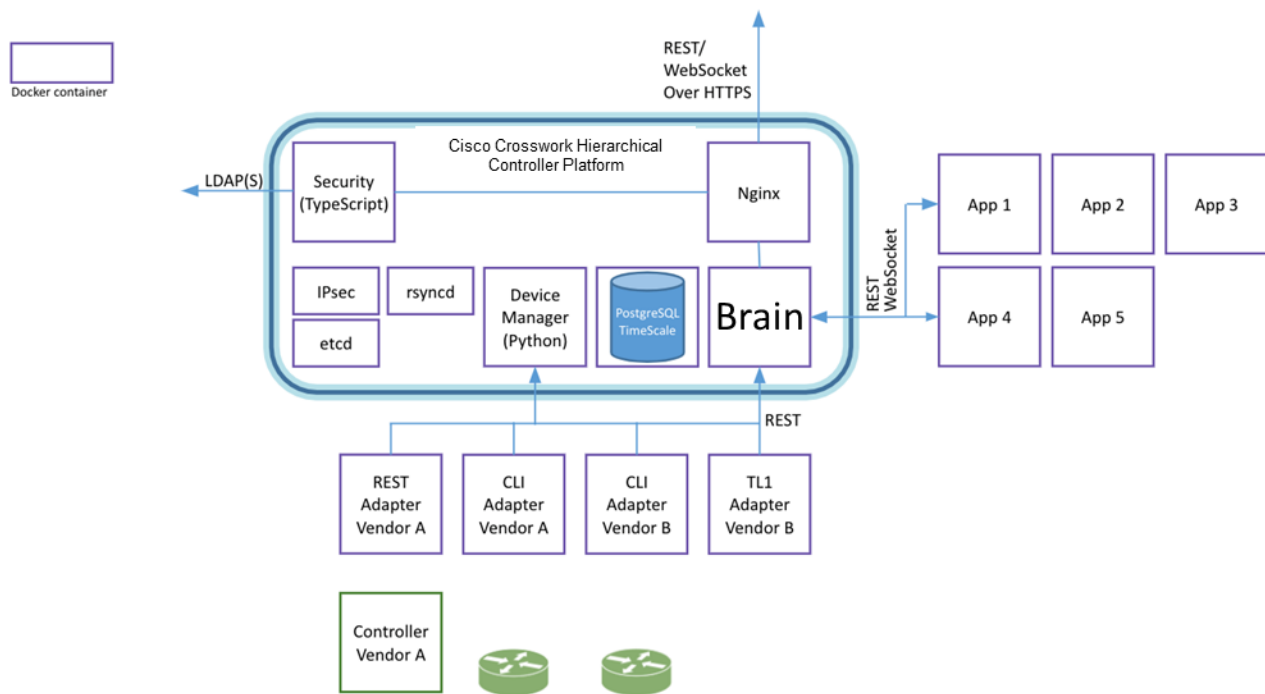 REST/
WebSocket
Over HTTPS
Docker container
Cisco Crosswork Hierarchical
Controller Platform
LDAP(S)
Security
(TypeScript)
Nginx
App 1
App 2
App 3
REST
WebSocket
IPsec
rsyncd
etcd
Device
Manager
(Python)
PostgreSQL
TimeScale
Brain
App 4
App 5
REST
REST
Adapter
Vendor A
CLI
Adapter
Vendor A
CLI
Adapter
Vendor B
TL1
Adapter
Vendor B
Controller
Vendor A